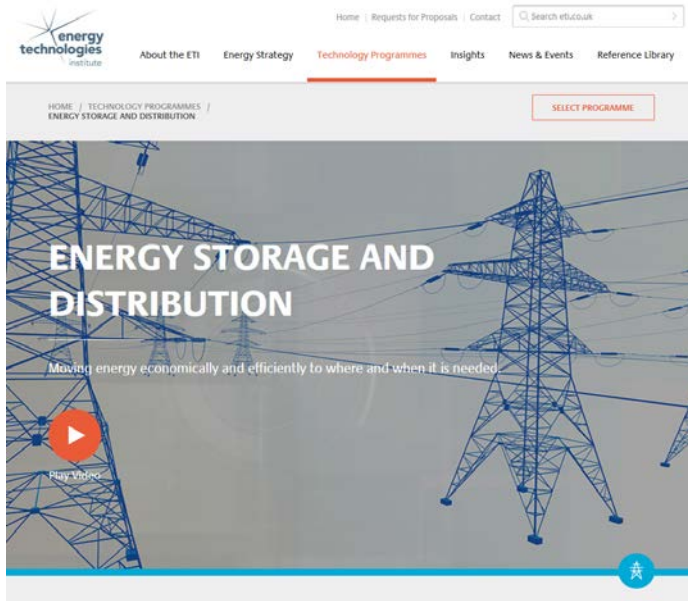 energy
technologies
institute
Home | Requests for Proposals | Contact
Search eti.co.uk
About the ETI Energy Strategy Technology Programmes Insights News & Events Reference Library
HOME / TECHNOLOGY PROGRAMMES /
ENERGY STORAGE AND DISTRIBUTION
SELECT PROGRAMME
ENERGY STORAGE AND
DISTRIBUTION
Moving energy economically and efficiently to where and when it is needed.
Play Video